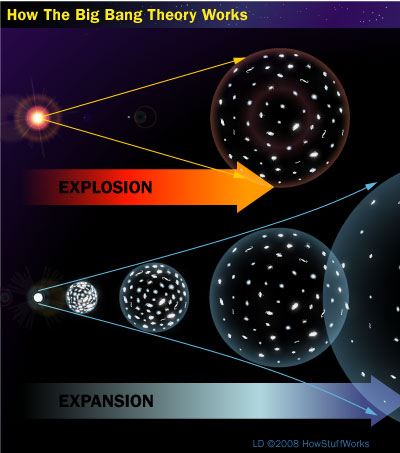 How The Big Bang Theory Works
EXPLOSION
EXPANSION
LD ©2008 HowStuffWorks